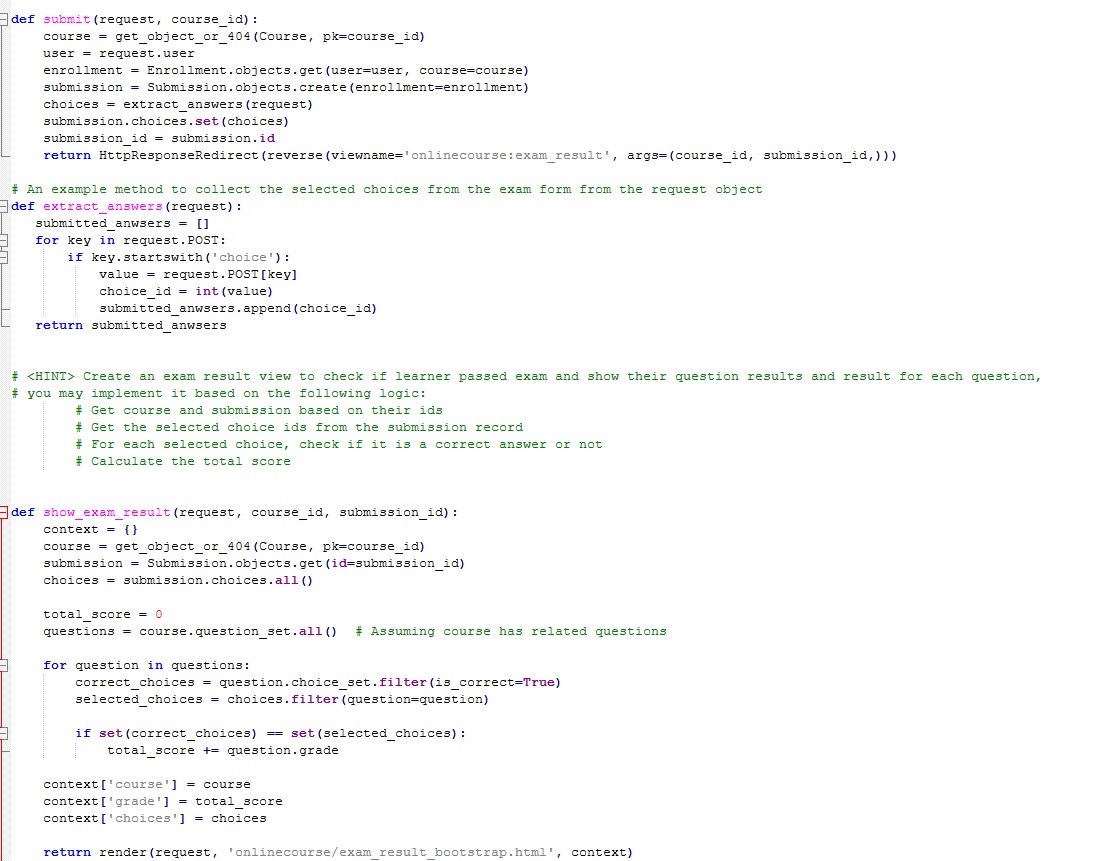 def submit(request, course_id):
    course = get_object_or_404(Course, pk=course_id)
    user = request.user
    enrollment = Enrollment.objects.get(user=user, course=course)
    submission = Submission.objects.create(enrollment=enrollment)
    choices = extract_answers(request)
    submission.choices.set(choices)
    submission_id = submission.id
    return HttpResponseRedirect(reverse(viewname='onlinecourse:exam_result', args=(course_id, submission_id,)))

# An example method to collect the selected choices from the exam form from the request object
def extract_answers(request):
   submitted_anwsers = []
   for key in request.POST:
       if key.startswith('choice'):
           value = request.POST[key]
           choice_id = int(value)
           submitted_anwsers.append(choice_id)
   return submitted_anwsers


# <HINT> Create an exam result view to check if learner passed exam and show their question results and result for each question,
# you may implement it based on the following logic:
        # Get course and submission based on their ids
        # Get the selected choice ids from the submission record
        # For each selected choice, check if it is a correct answer or not
        # Calculate the total score


def show_exam_result(request, course_id, submission_id):
    context = {}
    course = get_object_or_404(Course, pk=course_id)
    submission = Submission.objects.get(id=submission_id)
    choices = submission.choices.all()

    total_score = 0
    questions = course.question_set.all()  # Assuming course has related questions

    for question in questions:
        correct_choices = question.choice_set.filter(is_correct=True)
        selected_choices = choices.filter(question=question)

        if set(correct_choices) == set(selected_choices):
            total_score += question.grade

    context['course'] = course
    context['grade'] = total_score
    context['choices'] = choices

    return render(request, 'onlinecourse/exam_result_bootstrap.html', context)